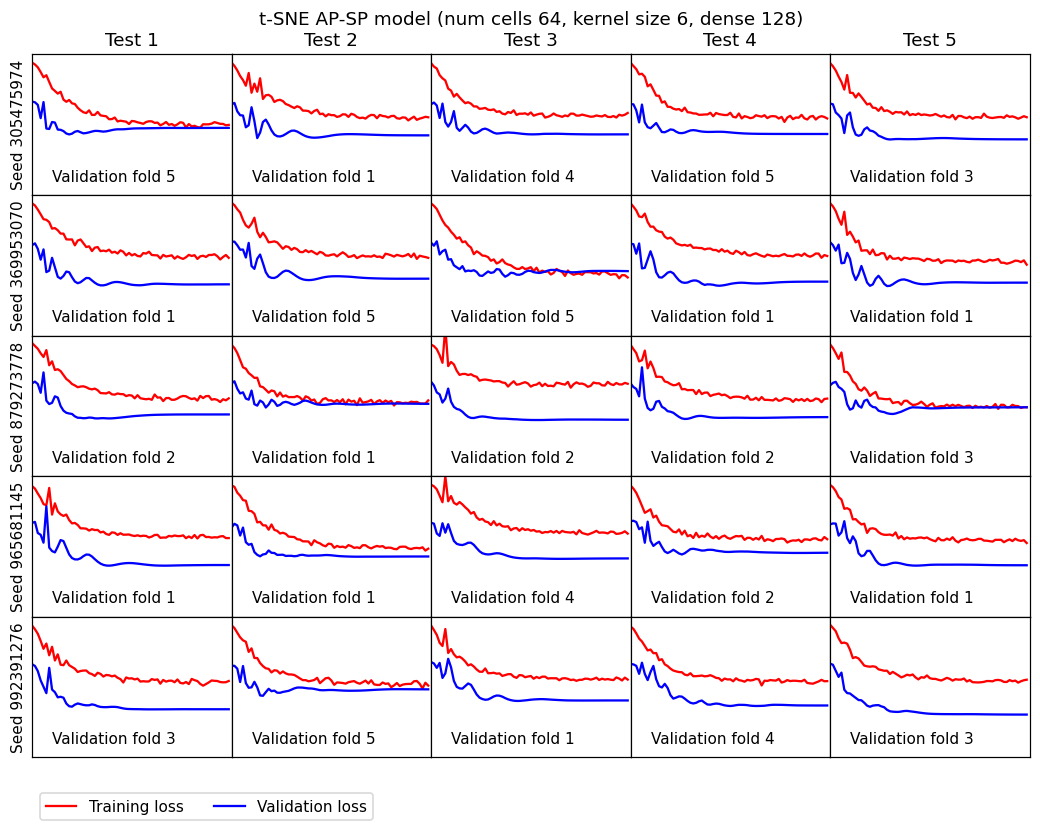 t-SNE AP-SP model (num cells 64, kernel size 6, dense 128)
Test 1 Test 2 Test 3 Test 4 Test 5
Seed 305475974
Validation fold 5 Validation fold 1 Validation fold 4 Validation fold 5 Validation fold 3
Seed 369953070
Validation fold 1 Validation fold 5 Validation fold 5 Validation fold 1 Validation fold 1
Seed 879273778
Validation fold 2 Validation fold 1 Validation fold 2 Validation fold 2 Validation fold 3
Seed 965681145
Validation fold 1 Validation fold 1 Validation fold 4 Validation fold 2 Validation fold 1
Seed 992391276
Validation fold 3 Validation fold 5 Validation fold 1 Validation fold 4 Validation fold 3
Training loss Validation loss